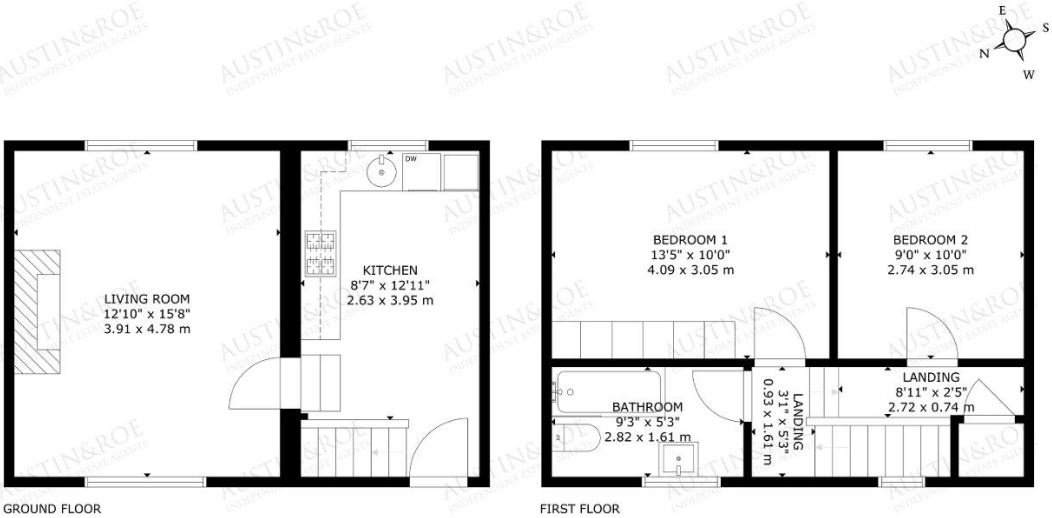 AUSTIN&ROE
INDEPENDENT ESTATE AGENTS
E
S
N
W
DW
LIVING ROOM
12'10" x 15'8"
3.91 x 4.78 m
KITCHEN
8'7" x 12'11"
2.63 x 3.95 m
GROUND FLOOR
BEDROOM 1
13'5" x 10'0"
4.09 x 3.05 m
BEDROOM 2
9'0" x 10'0"
2.74 x 3.05 m
BATHROOM
9'3" x 5'3"
2.82 x 1.61 m
LANDING
3'1" x 5'3"
0.93 x 1.61 m
LANDING
8'11" x 2'5"
2.72 x 0.74 m
FIRST FLOOR